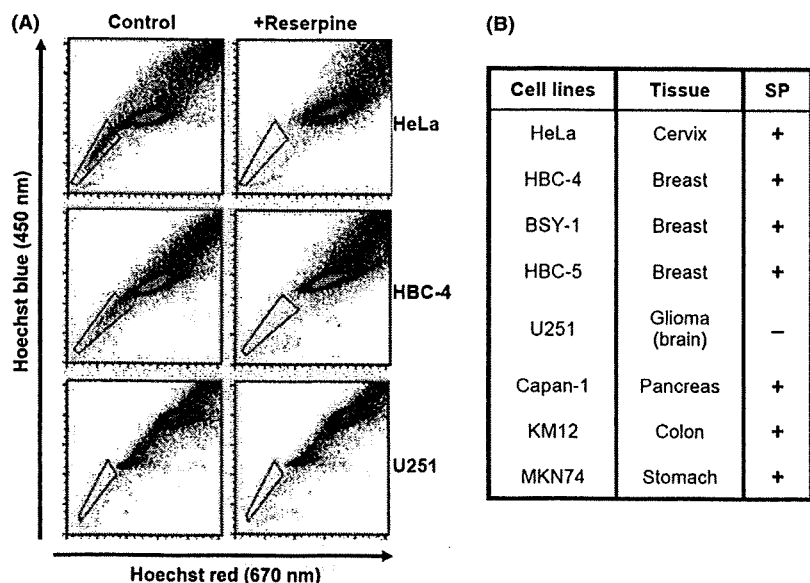 (A)
Control
+Reserpine
HeLa
HBC-4
U251
Hoechst blue (450 nm)
Hoechst red (670 nm)
(B)
Cell lines Tissue SP
HeLa Cervix +
HBC-4 Breast +
BSY-1 Breast +
HBC-5 Breast +
U251 Glioma (brain) –
Capan-1 Pancreas +
KM12 Colon +
MKN74 Stomach +